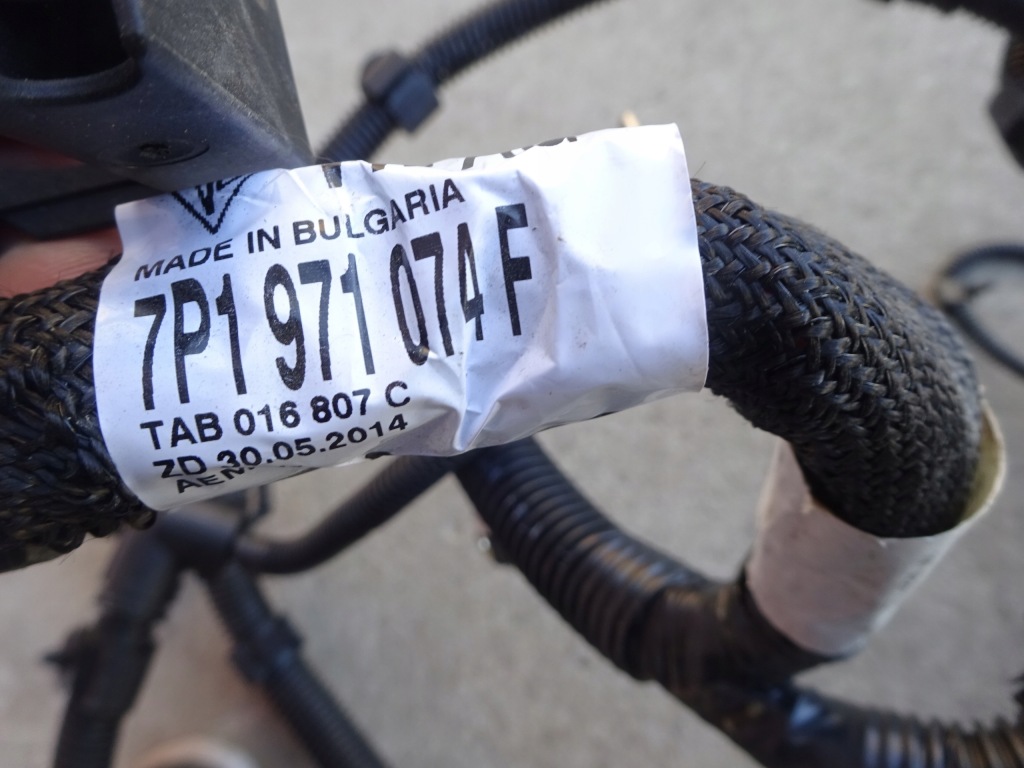 MADE IN BULGARIA
7P1 971 074 F
TAB 016 807 C
ZD 30.05.2014